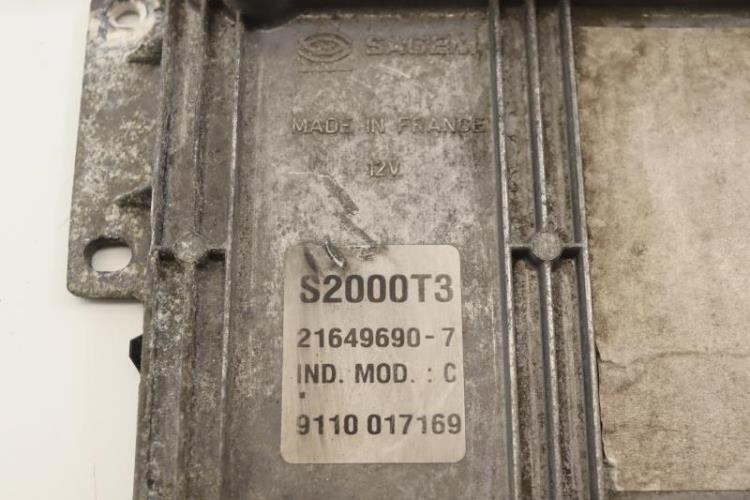 SAGEM
MADE IN FRANCE
12V
S2000T3
21649690-7
IND. MOD. : C
9110 017169